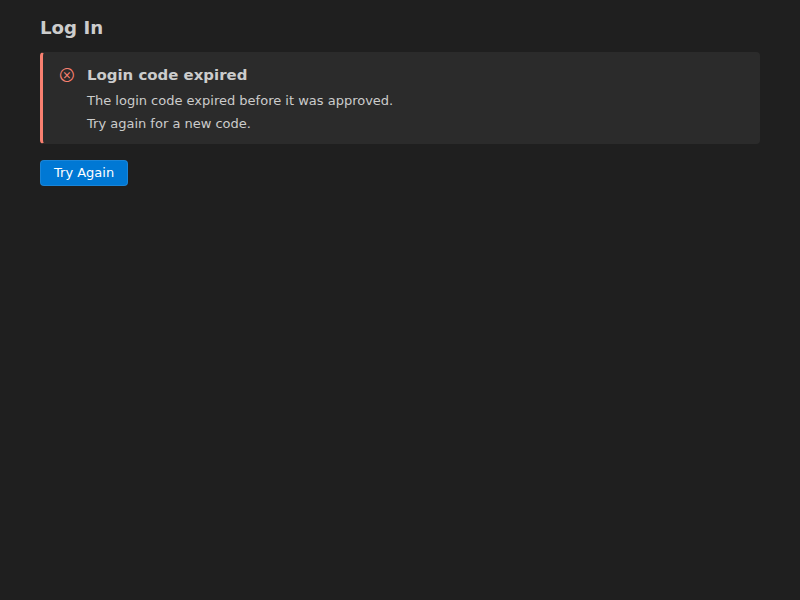 Log In
Login code expired
The login code expired before it was approved.
Try again for a new code.
Try Again